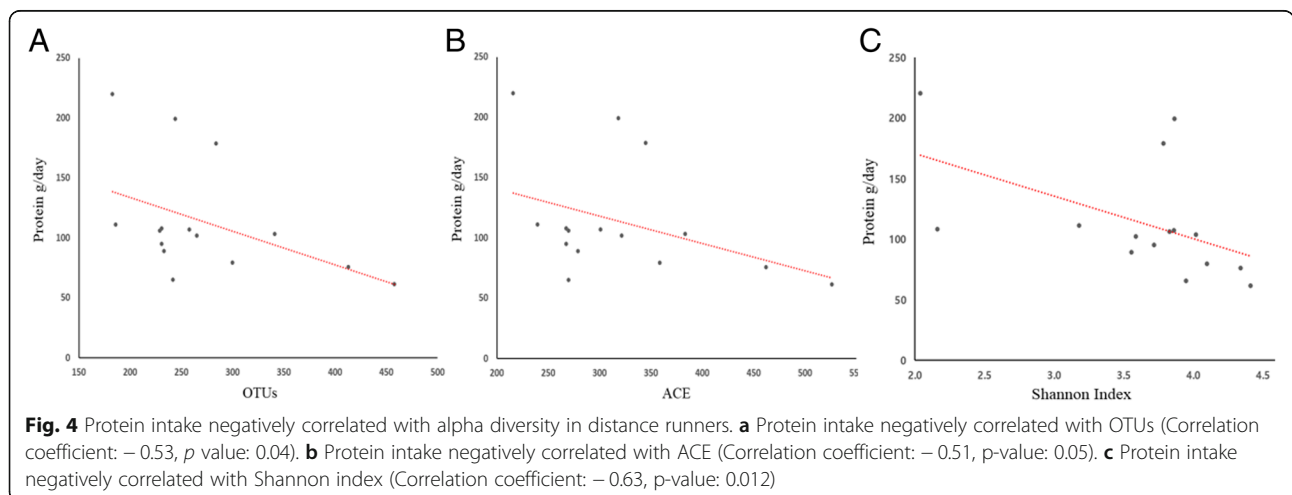 A
B
C
250
200
150
100
50
0
Protein g/day
150 200 250 300 350 400 450 500
OTUs
250
200
150
100
50
0
Protein g/day
200 250 300 350 400 450 500 55
ACE
250
200
150
100
50
0
Protein g/day
2.0 2.5 3.0 3.5 4.0 4.5
Shannon Index
Fig. 4 Protein intake negatively correlated with alpha diversity in distance runners. a Protein intake negatively correlated with OTUs (Correlation
coefficient: − 0.53, p value: 0.04). b Protein intake negatively correlated with ACE (Correlation coefficient: − 0.51, p-value: 0.05). c Protein intake
negatively correlated with Shannon index (Correlation coefficient: − 0.63, p-value: 0.012)